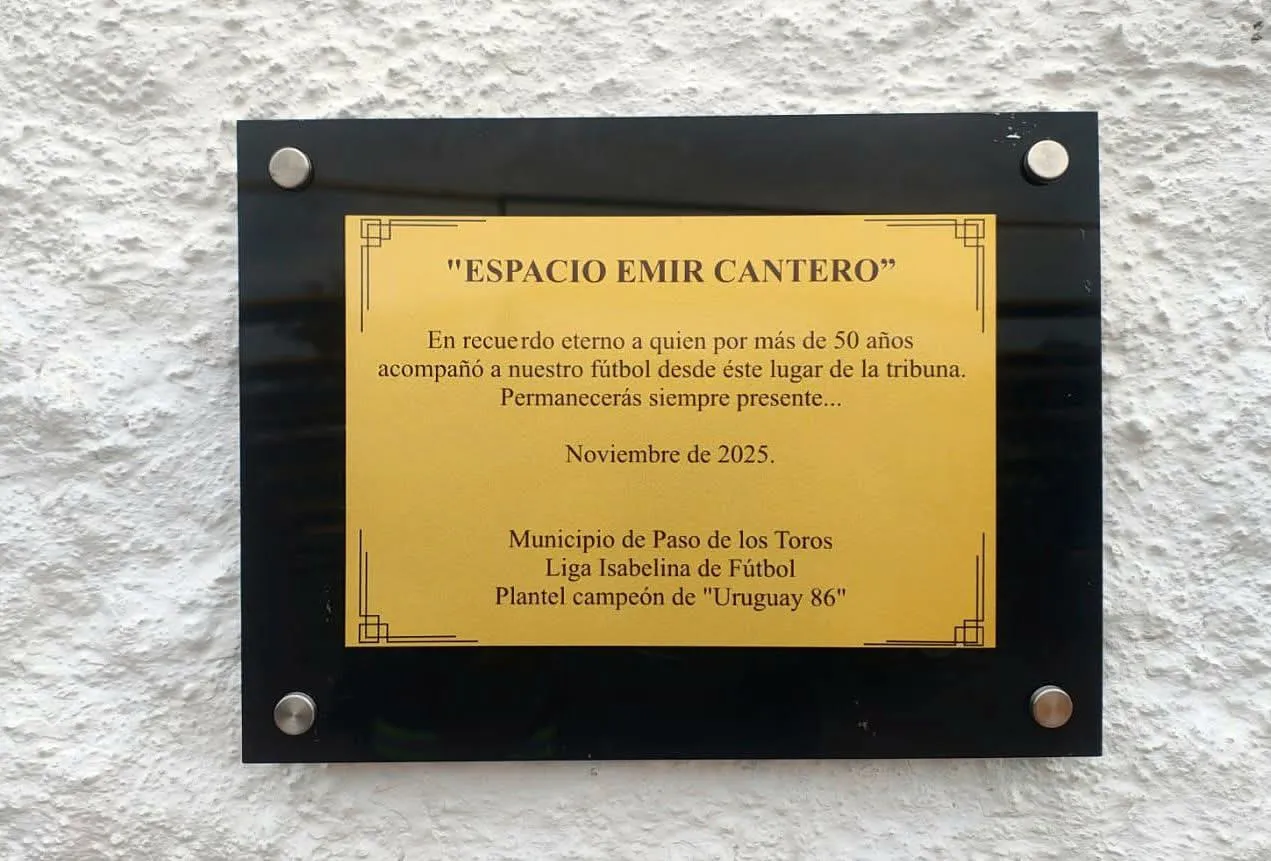 "ESPACIO EMIR CANTERO”
En recuerdo eterno a quien por más de 50 años
acompañó a nuestro fútbol desde éste lugar de la tribuna.
Permanecerás siempre presente...
Noviembre de 2025.
Municipio de Paso de los Toros
Liga Isabelina de Fútbol
Plantel campeón de "Uruguay 86"